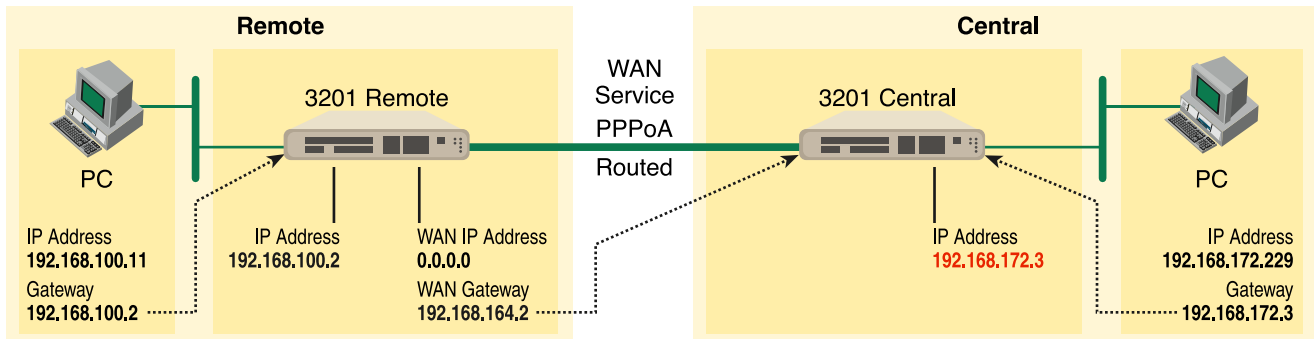 Remote
PC
IP Address
192.168.100.11
Gateway
192.168.100.2
3201 Remote
IP Address
192.168.100.2
WAN IP Address
0.0.0.0
WAN Gateway
192.168.164.2
WAN
Service
PPPoA
Routed
Central
3201 Central
IP Address
192.168.172.3
PC
IP Address
192.168.172.229
Gateway
192.168.172.3